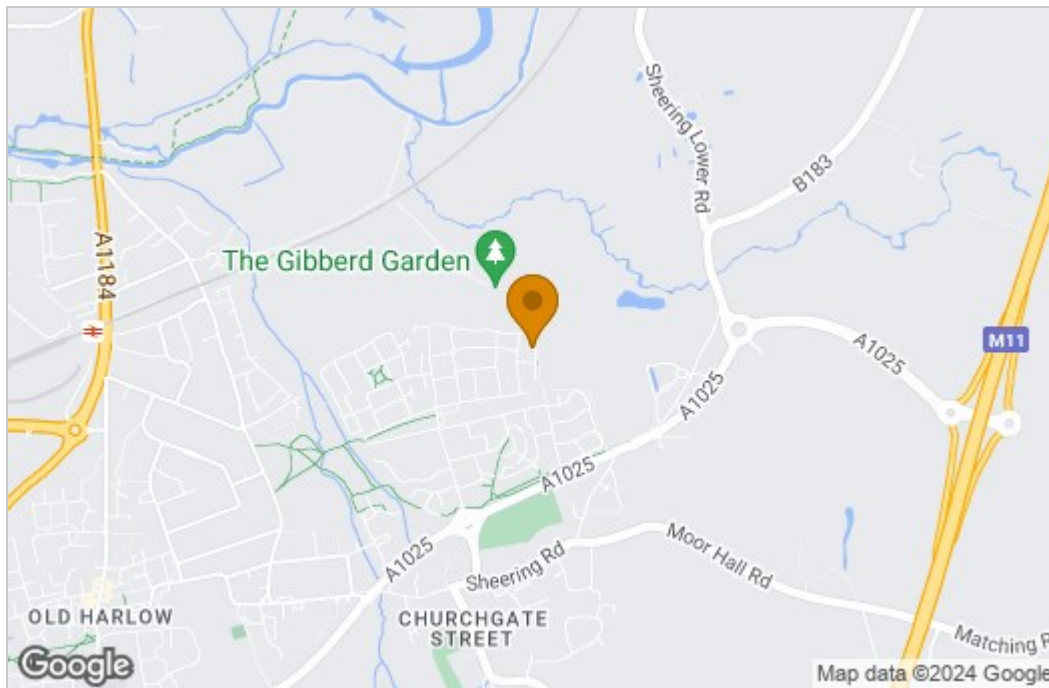 Sheering Lower Rd
B183
A1184
The Gibberd Garden
M11
A1025
A1025
A1025
A1025
Sheering Rd
Moor Hall Rd
OLD HARLOW
CHURCHGATE
STREET
Matching R
Google
Map data ©2024 Google